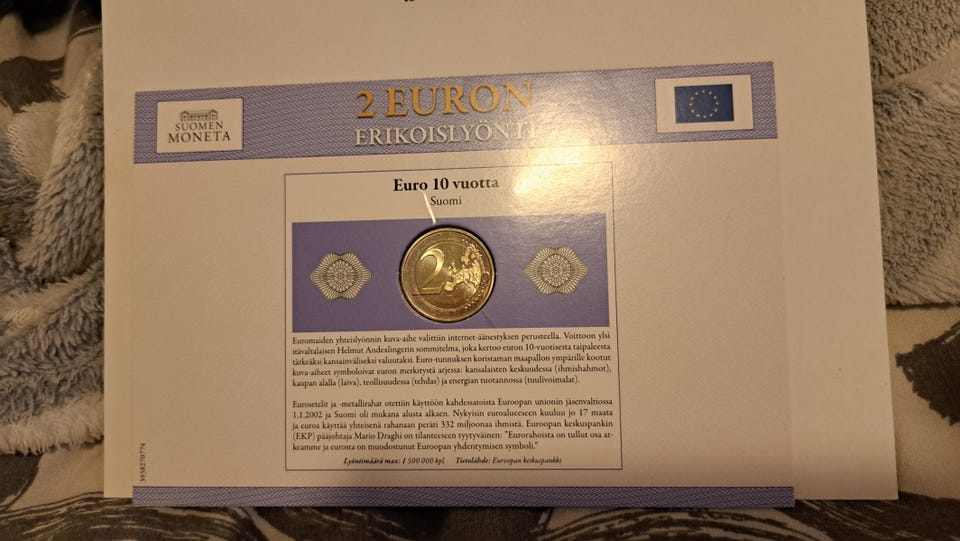 SUOMEN
MONETA
2 EURON
ERIKOISLYÖNTI
Euro 10 vuotta
Suomi
2
Euromaiden yhteislyönnin kuva-aihe valittiin internet-äänestyksen perusteella. Voittoon ylsi
itävaltalaisen Helmut Andexlingerin sommitelma, joka kertoo euron 10-vuotisesta taipaleesta
tärkeäksi kansainväliseksi valuutaksi. Euro-tunnuksen koristaman maapallon ympärille kootut
kuva-aiheet symboloivat euron merkitystä arjessa: kansalaisten keskuudessa (ihmishahmot),
kaupan alalla (laiva), teollisuudessa (tehdas) ja energian tuotannossa (tuulivoimalat).
Eurosetelit ja -metallirahat otettiin käyttöön kahdessatoista Euroopan unionin jäsenvaltiossa
1.1.2002 ja Suomi oli mukana alusta alkaen. Nykyisin euroalueeseen kuuluu jo 17 maata
ja euroa käyttää yhteisenä rahanaan peräti 332 miljoonaa ihmistä. Euroopan keskuspankin
(EKP) pääjohtaja Mario Draghi on tilanteeseen tyytyväinen: "Eurorahoista on tullut osa ar-
keamme ja eurosta on muodostunut Euroopan yhdentymisen symboli."
Lyöntimäärä max: 1 500 000 kpl. Tietolähde: Euroopan keskuspankki
393R270774